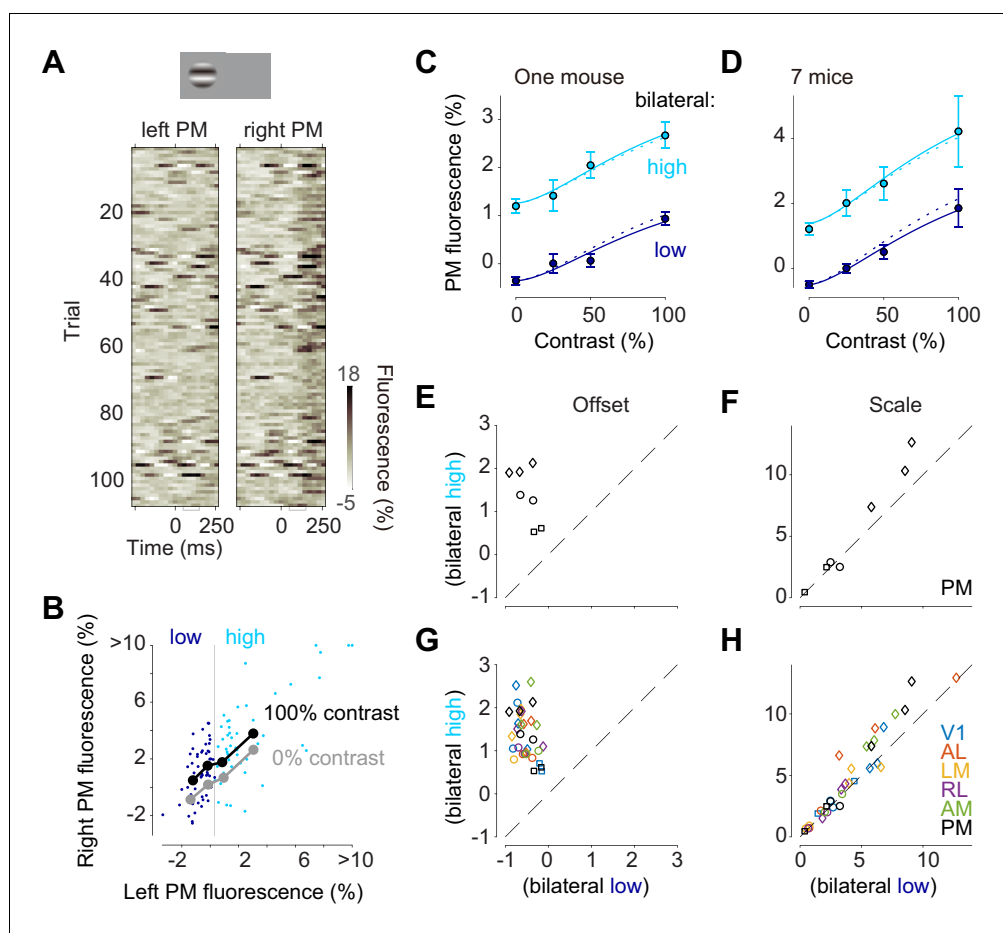 A
left PM right PM
20
40
60
80
100
Trial
0 250 0 250
Time (ms)
18
-5
Fluorescence (%)
B
>10
6
2
-2
Right PM fluorescence (%)
low high
100% contrast
0% contrast
-2 2 6 >10
Left PM fluorescence (%)
C
One mouse
bilateral:
3
2
1
0
PM fluorescence (%)
high
low
0 50 100
Contrast (%)
D
7 mice
4
2
0
0 50 100
Contrast (%)
E
Offset
3
2
1
0
-1
(bilateral high)
F
Scale
10
5
0
PM
G
3
2
1
0
-1
(bilateral high)
-1 0 1 2 3
(bilateral low)
H
10
5
0
V1
AL
LM
RL
AM
PM
0 5 10
(bilateral low)